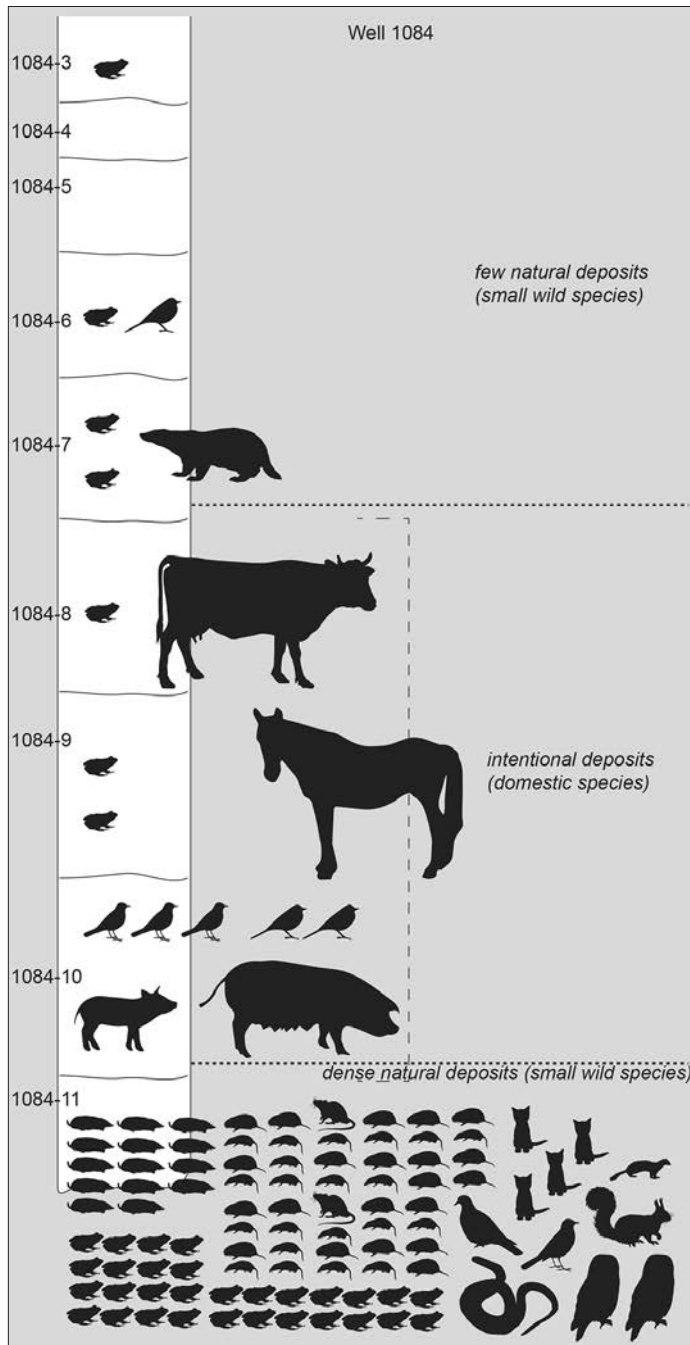 Well 1084
1084-3
1084-4
1084-5
few natural deposits
(small wild species)
1084-6
1084-7
1084-8
1084-9
intentional deposits
(domestic species)
1084-10
dense natural deposits (small wild species)
1084-11